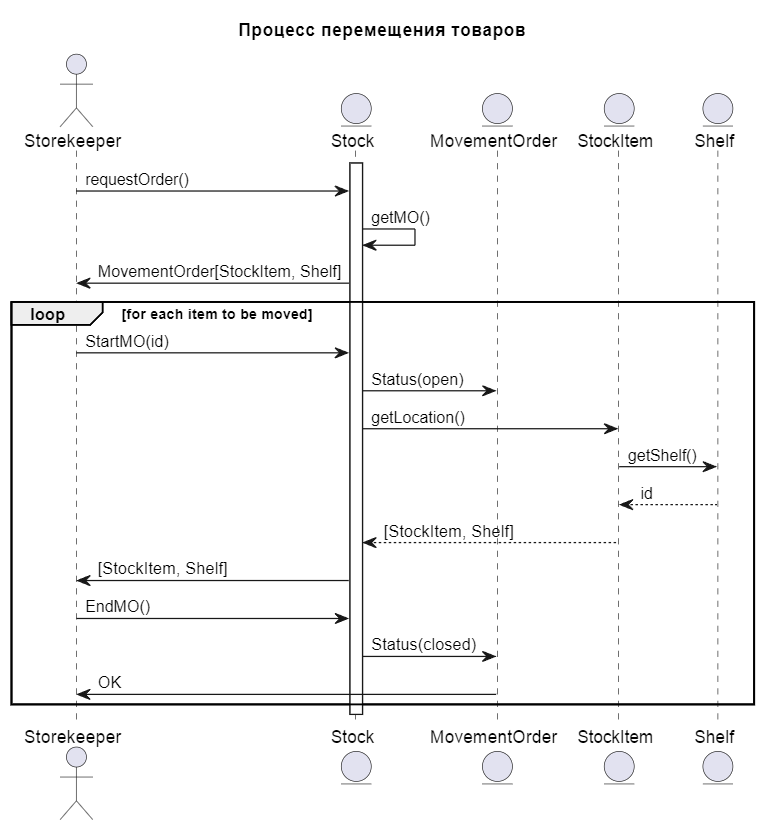 Процесс перемещения товаров
Storekeeper
Stock
MovementOrder
StockItem
Shelf
requestOrder()
getMO()
MovementOrder[StockItem, Shelf]
loop
[for each item to be moved]
StartMO(id)
Status(open)
getLocation()
getShelf()
id
[StockItem, Shelf]
[StockItem, Shelf]
EndMO()
Status(closed)
OK
Storekeeper
Stock
MovementOrder
StockItem
Shelf